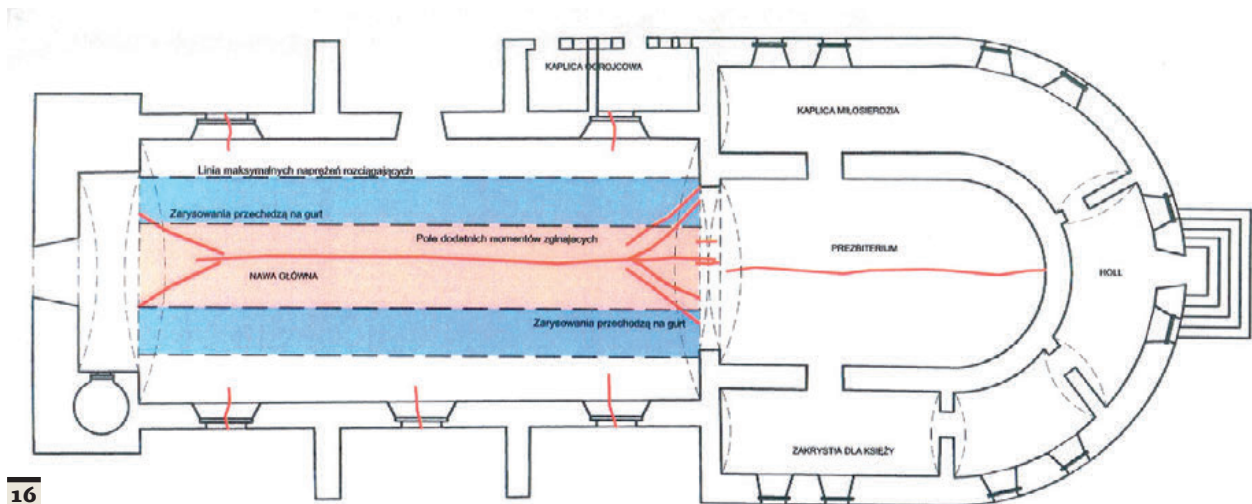 KAPLICA OGROJCOWA
KAPLICA MIŁOSIERDZIA
Linia maksymalnych naprężeń rozciągających
Zarysowania przechodzą na gurt
Pole dodatnich momentów zginających
NAWA GŁÓWNA
PREZBITERIUM
HOLL
Zarysowania przechodzą na gurt
ZAKRYSTIA DLA KSIĘŻY
16